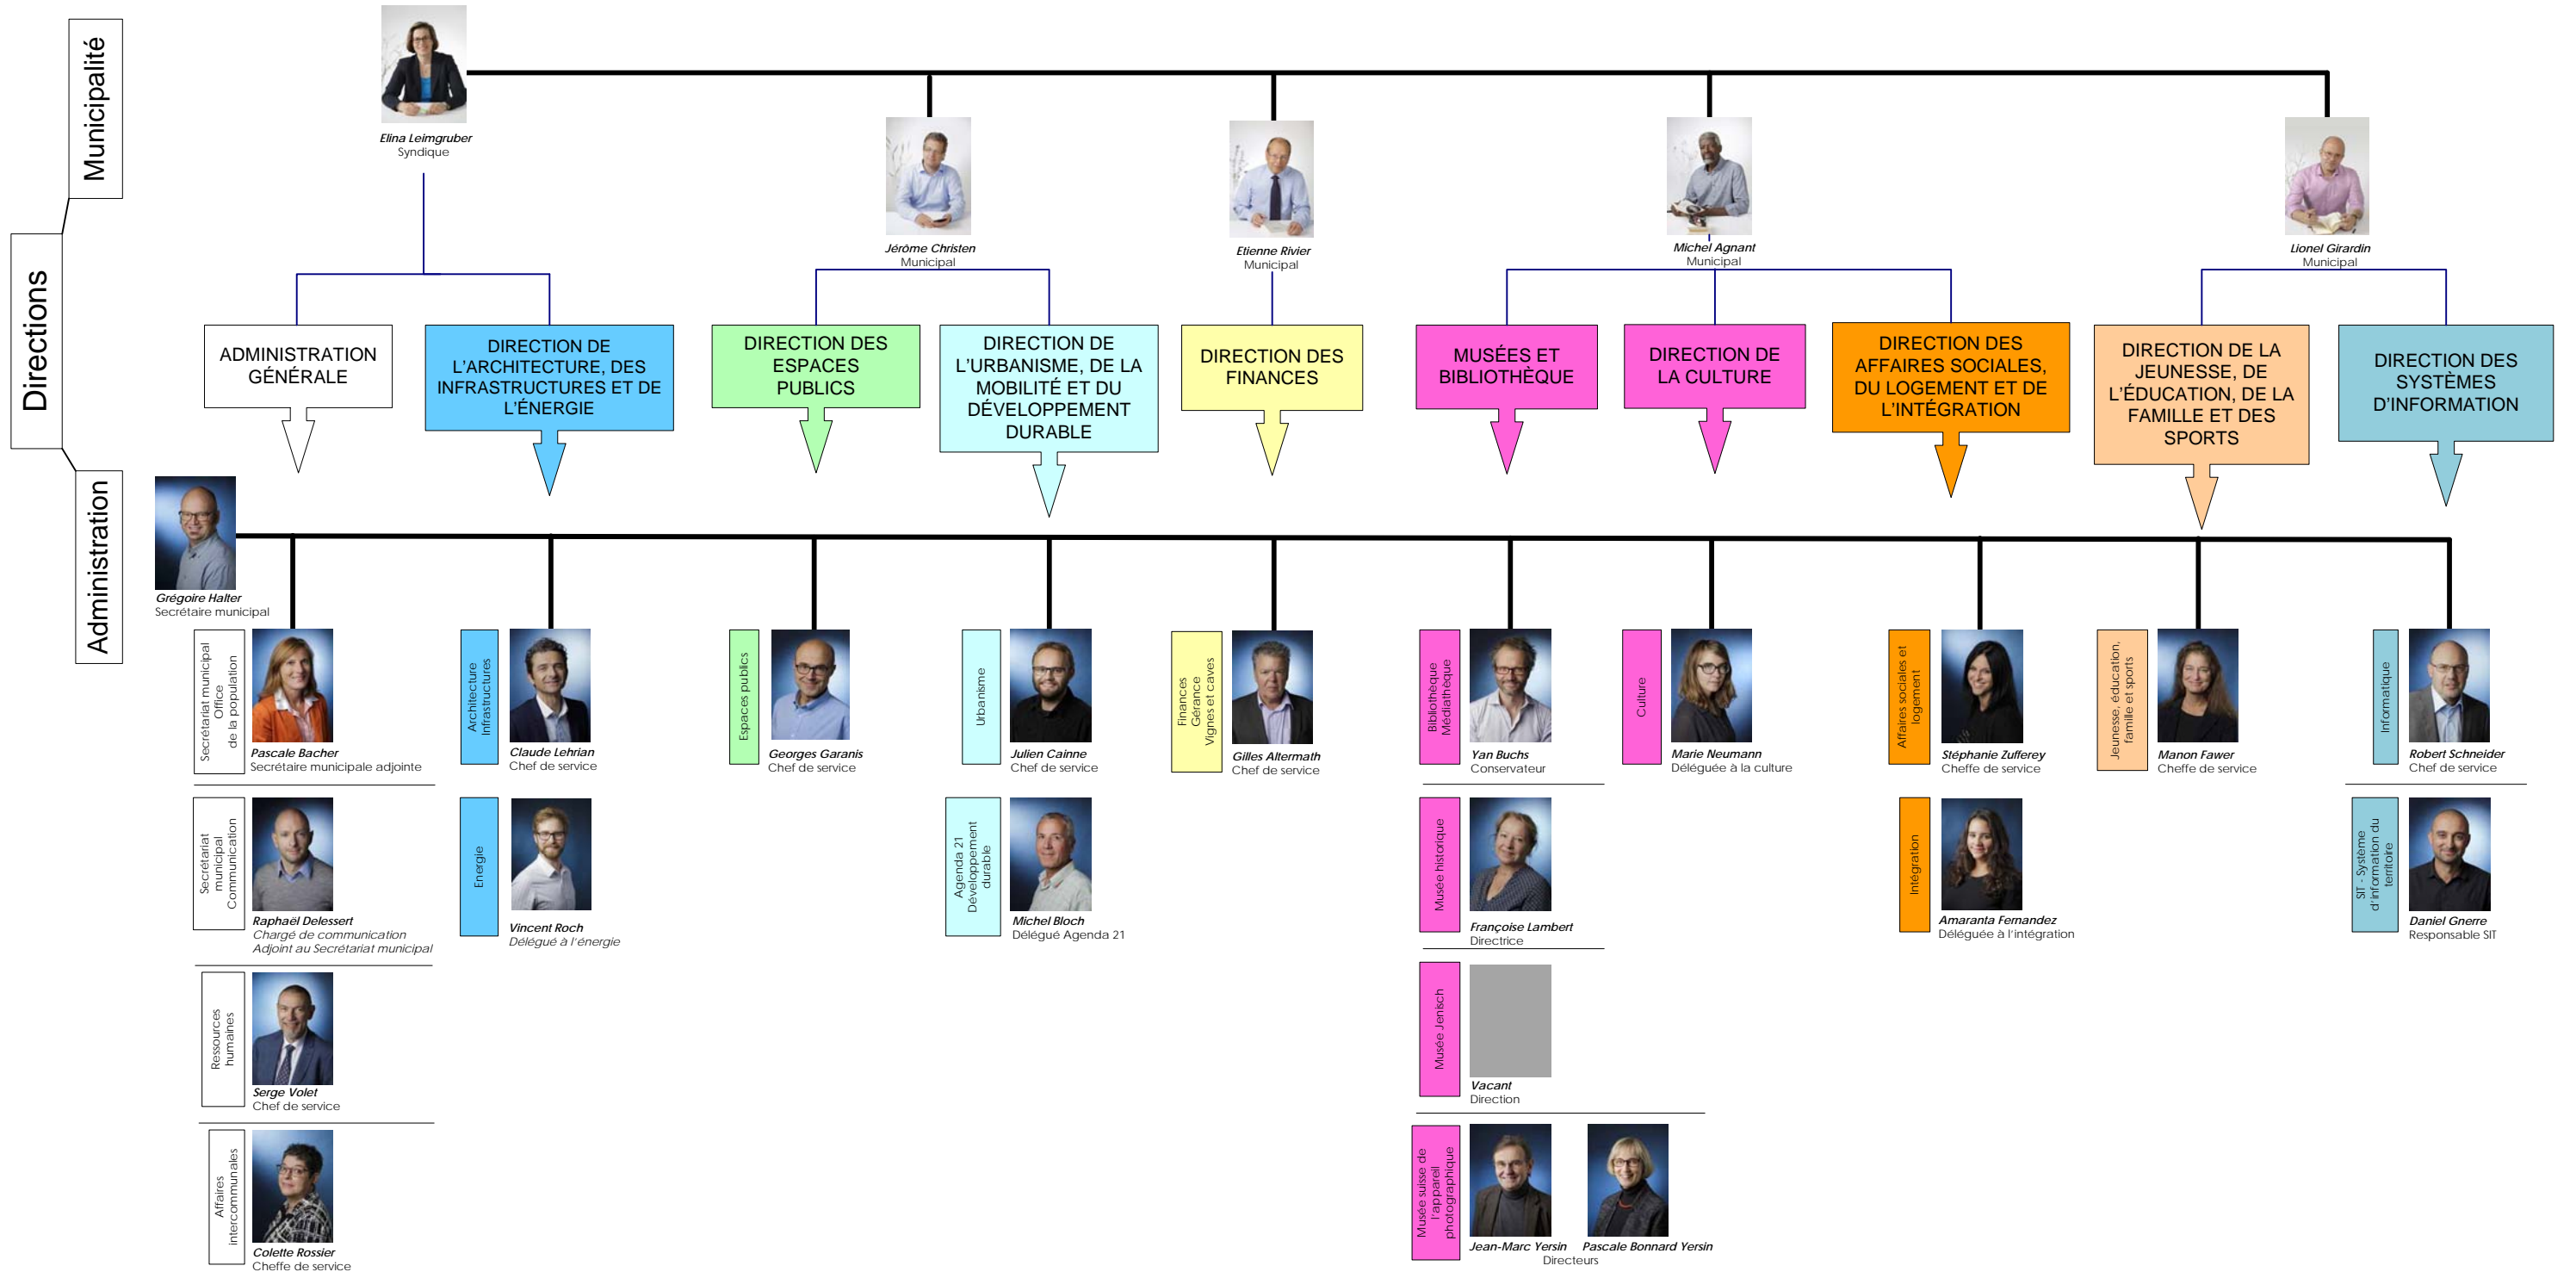 Municipalité
Directions
Administration
Elina Leimgruber
Syndique
Jérôme Christen
Municipal
Etienne Rivier
Municipal
Michel Agnant
Municipal
Lionel Girardin
Municipal
ADMINISTRATION
GÉNÉRALE
DIRECTION DE
L'ARCHITECTURE, DES
INFRASTRUCTURES ET DE
L'ÉNERGIE
DIRECTION DES
ESPACES
PUBLICS
DIRECTION DE
L'URBANISME, DE LA
MOBILITÉ ET DU
DÉVELOPPEMENT
DURABLE
DIRECTION DES
FINANCES
MUSÉES ET
BIBLIOTHÈQUE
DIRECTION DE
LA CULTURE
DIRECTION DES
AFFAIRES SOCIALES,
DU LOGEMENT ET DE
L'INTÉGRATION
DIRECTION DE LA
JEUNESSE, DE
L'ÉDUCATION, DE LA
FAMILLE ET DES
SPORTS
DIRECTION DES
SYSTÈMES
D'INFORMATION
Grégoire Halter
Secrétaire municipal
Secrétariat municipal
Office
de la population
Pascale Bacher
Secrétaire municipale adjointe
Architecture
Infrastructures
Claude Lehrian
Chef de service
Espaces publics
Georges Garanis
Chef de service
Urbanisme
Julien Cainne
Chef de service
Finances
Gérance
Vignes et caves
Gilles Altermath
Chef de service
Bibliothèque
Médiathèque
Yan Buchs
Conservateur
Culture
Marie Neumann
Déléguée à la culture
Affaires sociales et
logement
Stéphanie Zufferey
Cheffe de service
Jeunesse, éducation,
famille et sports
Manon Fawer
Cheffe de service
Informatique
Robert Schneider
Chef de service
Secrétariat
municipal
Communication
Raphaël Delessert
Chargé de communication
Adjoint au Secrétariat municipal
Energie
Vincent Roch
Délégué à l'énergie
Agenda 21
Développement
durable
Michel Bloch
Délégué Agenda 21
Musée historique
Françoise Lambert
Directrice
Intégration
Amaranta Fernandez
Déléguée à l'intégration
SIT - Système
d'information du
territoire
Daniel Gnerre
Responsable SIT
Ressources
humaines
Serge Volet
Chef de service
Musée Jenisch
Vacant
Direction
Affaires
intercommunales
Colette Rossier
Cheffe de service
Musée suisse de
l'appareil
photographique
Jean-Marc Yersin
Pascale Bonnard Yersin
Directeurs